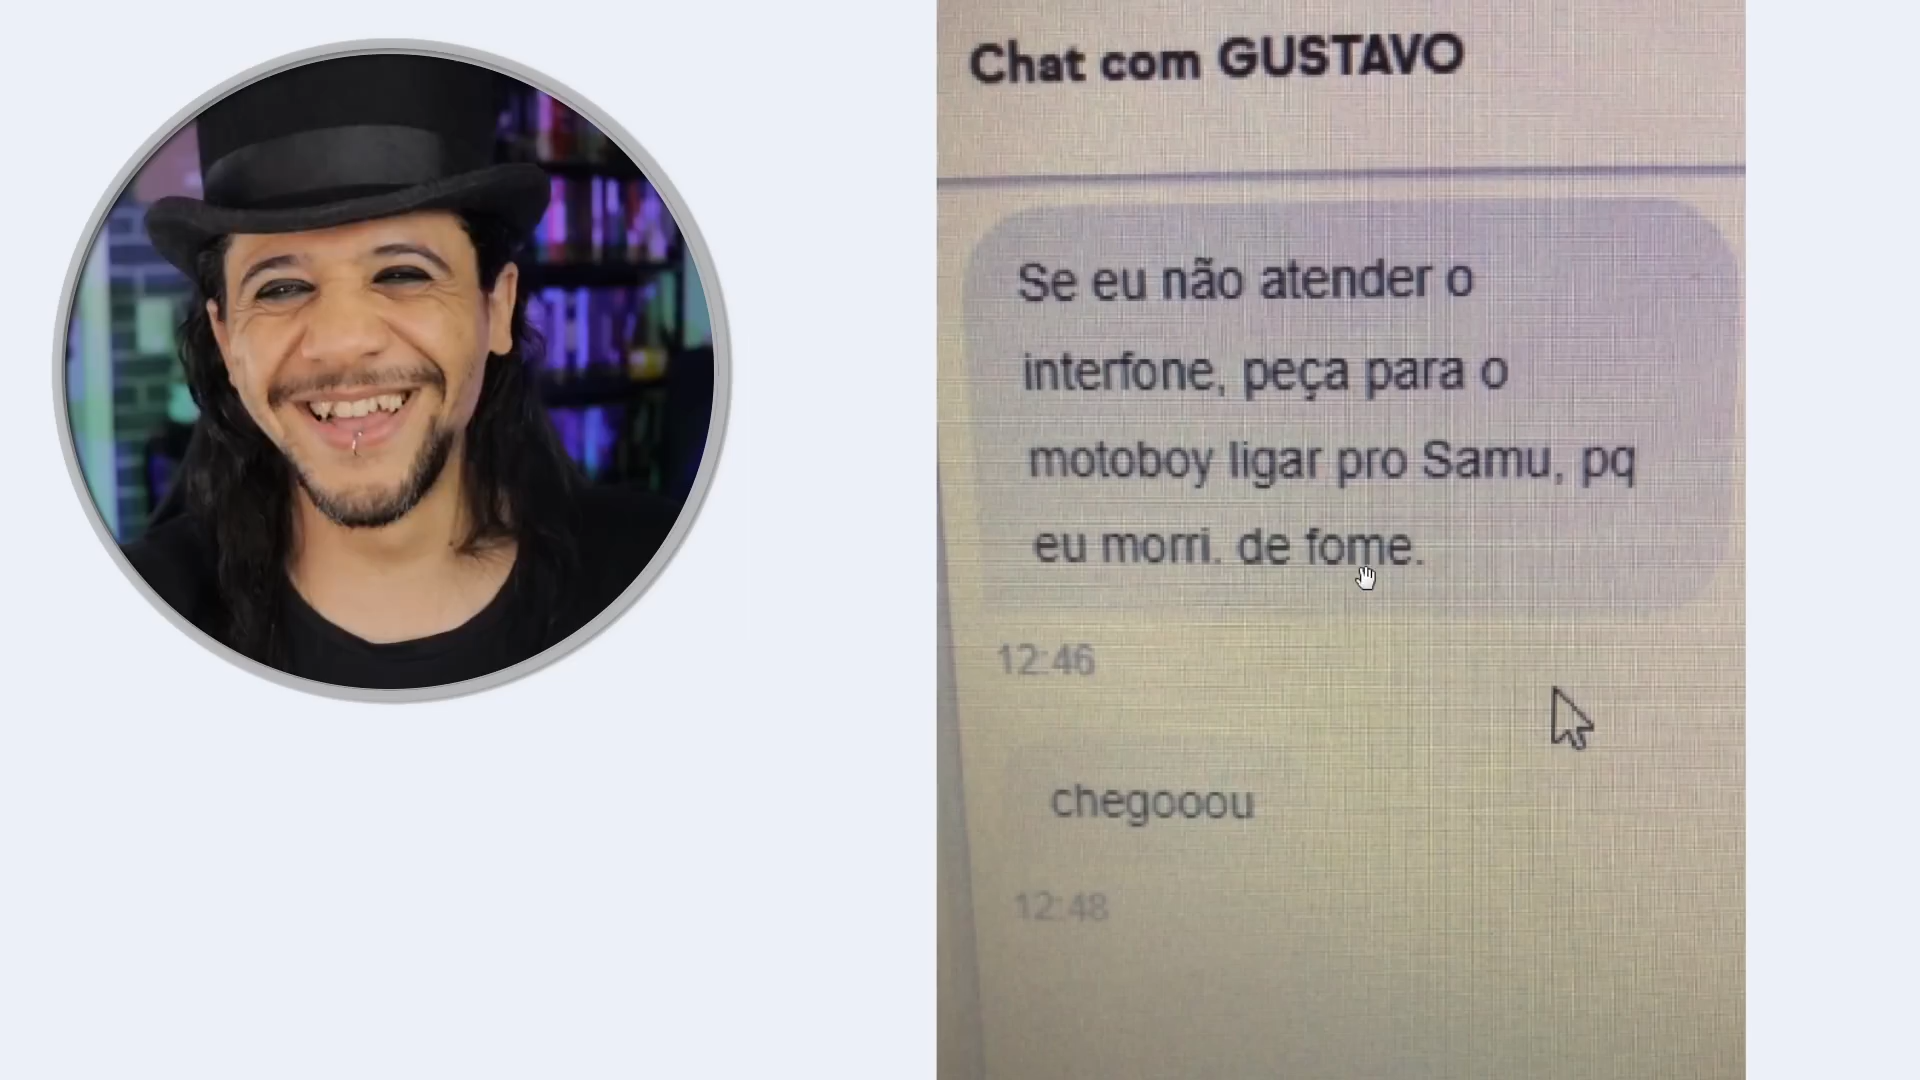 Chat com GUSTAVO
Se eu não atender o
interfone, peça para o
motoboy ligar pro Samu, pq
eu morri. de fome.
12:46
chegooou
12:48